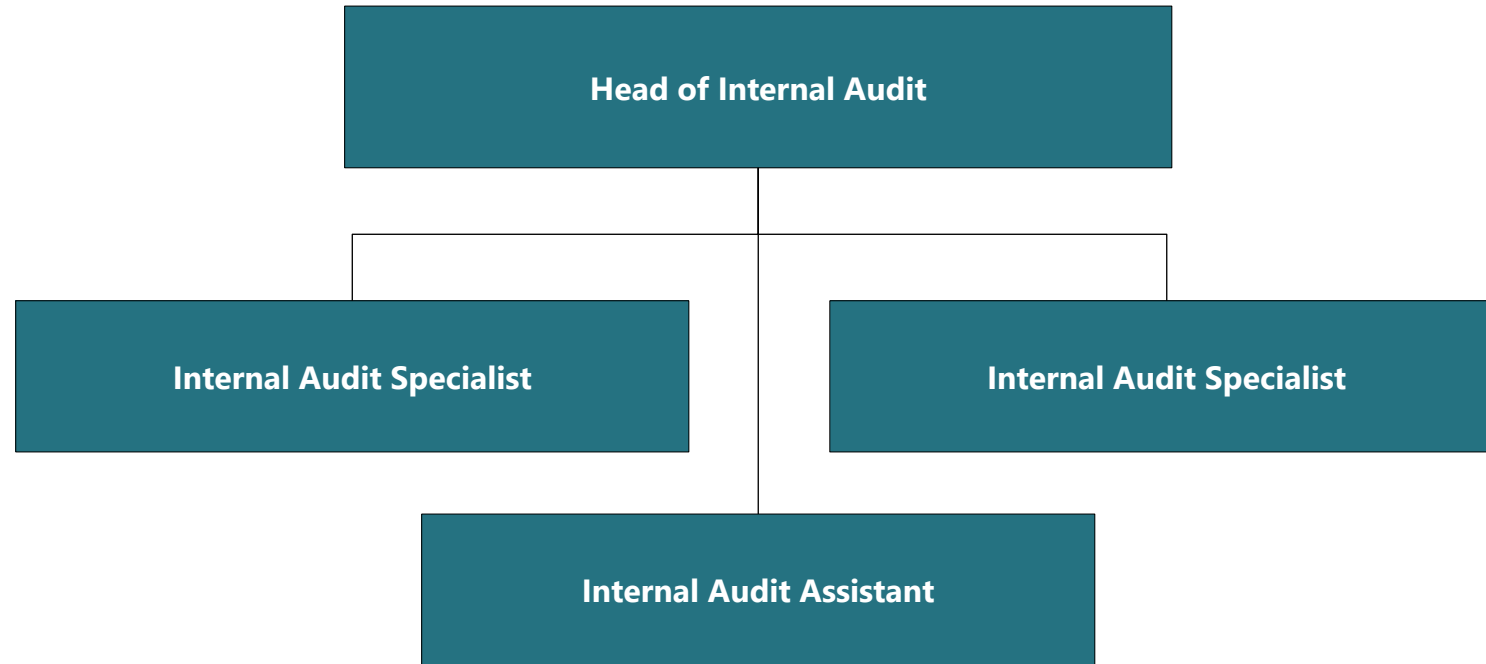 Head of Internal Audit
Internal Audit Specialist
Internal Audit Specialist
Internal Audit Assistant